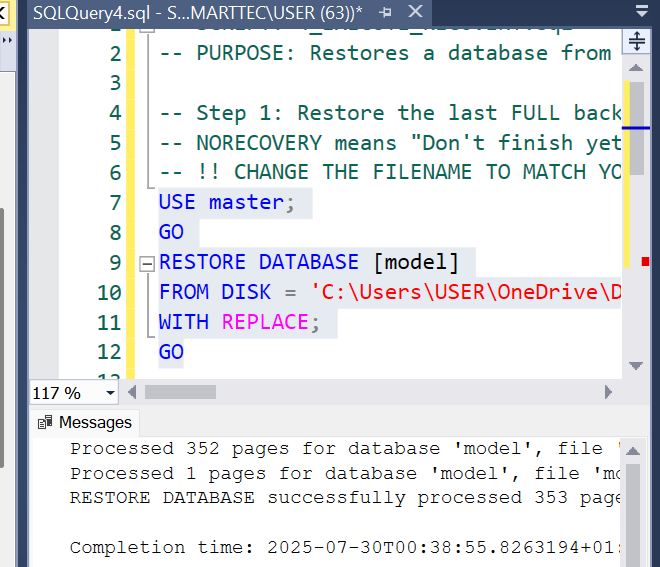 SQLQuery4.sql - S...MARTTEC\USER (63))*
2 -- PURPOSE: Restores a database from
3
4 -- Step 1: Restore the last FULL back
5 -- NORECOVERY means "Don't finish yet
6 -- !! CHANGE THE FILENAME TO MATCH YO
7 USE master;
8 GO
9 RESTORE DATABASE [model]
10 FROM DISK = 'C:\Users\USER\OneDrive\D
11 WITH REPLACE;
12 GO
117 %
Messages
Processed 352 pages for database 'model', file '
Processed 1 pages for database 'model', file 'mo
RESTORE DATABASE successfully processed 353 page
Completion time: 2025-07-30T00:38:55.8263194+01: